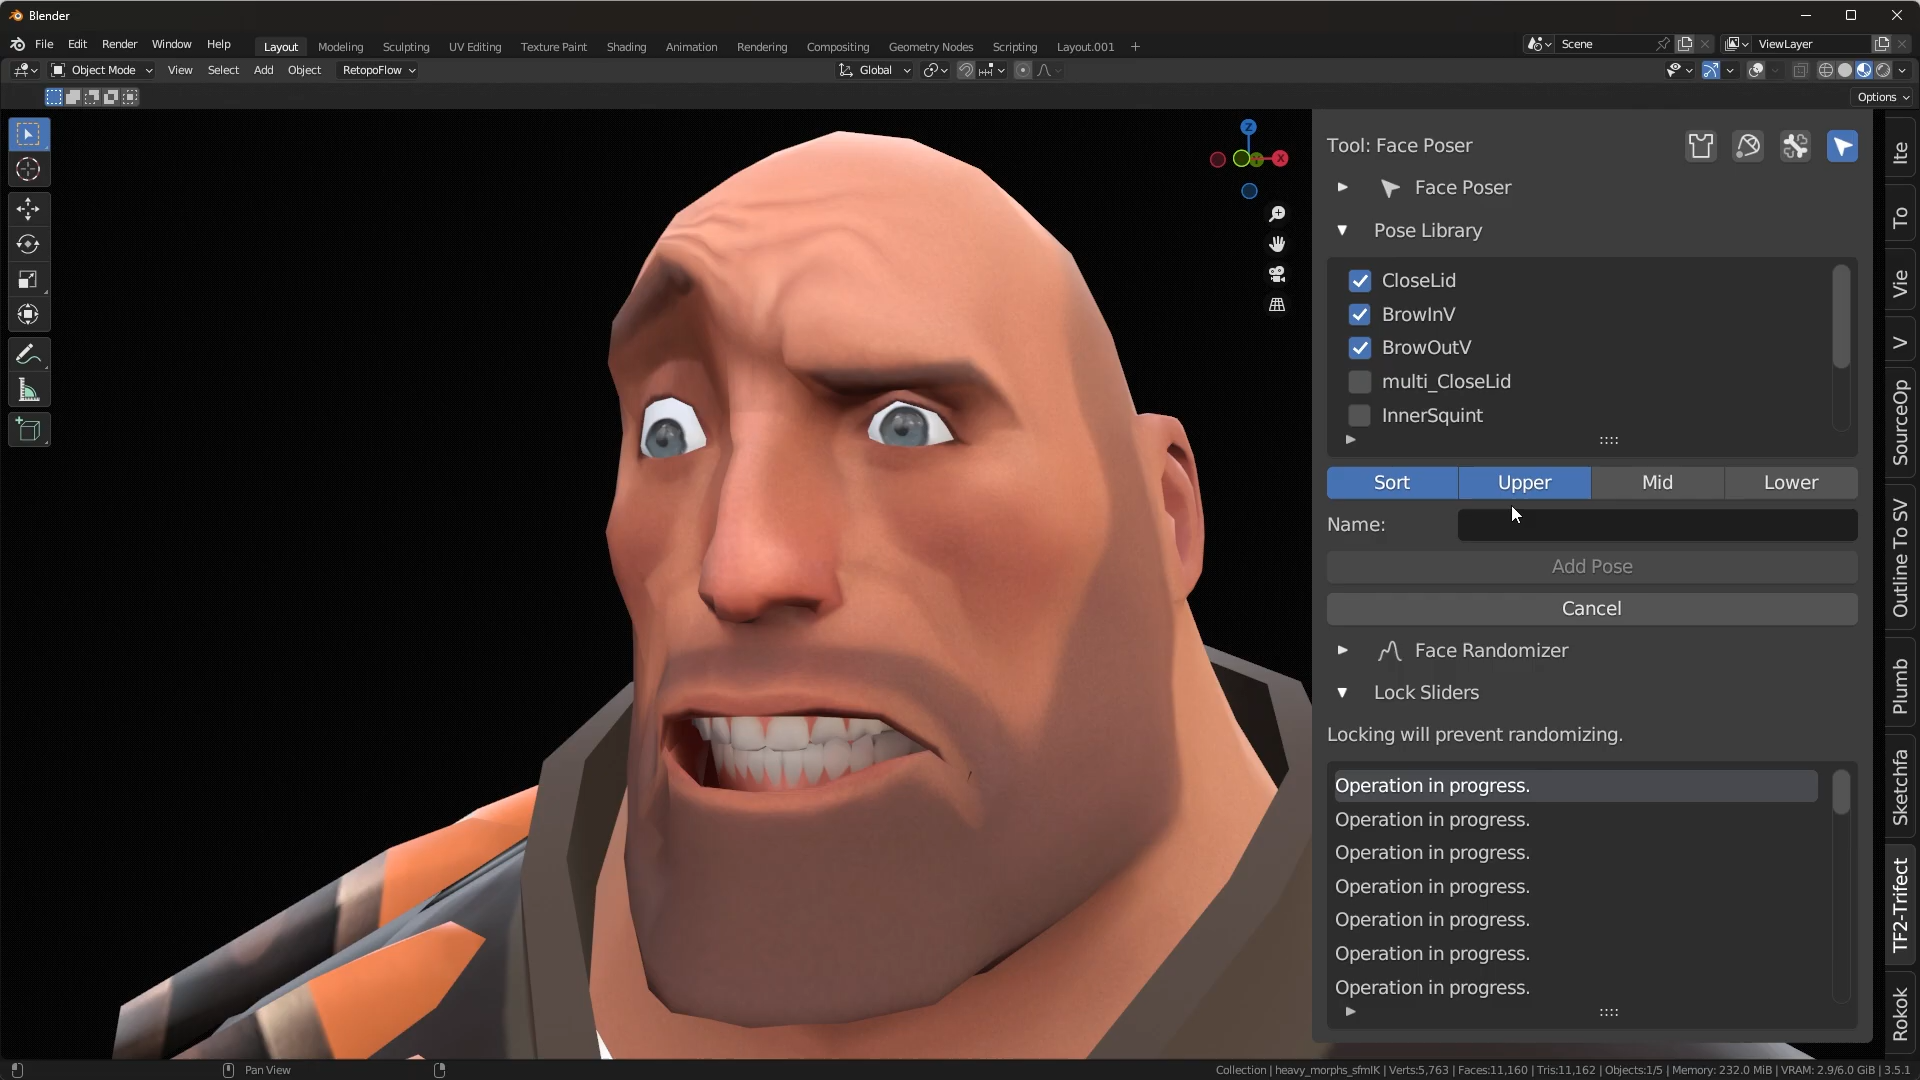 Blender
File Edit Render Window Help
Layout Modeling Sculpting UV Editing Texture Paint Shading Animation Rendering Compositing Geometry Nodes Scripting Layout.001 +
Scene
ViewLayer
Object Mode View Select Add Object RetopoFlow
Global
Options
Z
X
Tool: Face Poser
Face Poser
Pose Library
CloseLid
BrowInV
BrowOutV
multi_CloseLid
InnerSquint
Sort Upper Mid Lower
Name:
Add Pose
Cancel
Face Randomizer
Lock Sliders
Locking will prevent randomizing.
Operation in progress.
Operation in progress.
Operation in progress.
Operation in progress.
Operation in progress.
Operation in progress.
Operation in progress.
Ite
To
Vie
V
SourceOp
Outline To SV
Plumb
Sketchfa
TF2-Trifect
Rokok
Pan View
Collection | heavy_morphs_sfmIK | Verts:5,763 | Faces:11,160 | Tris:11,162 | Objects:1/5 | Memory: 232.0 MiB | VRAM: 2.9/6.0 GiB | 3.5.1